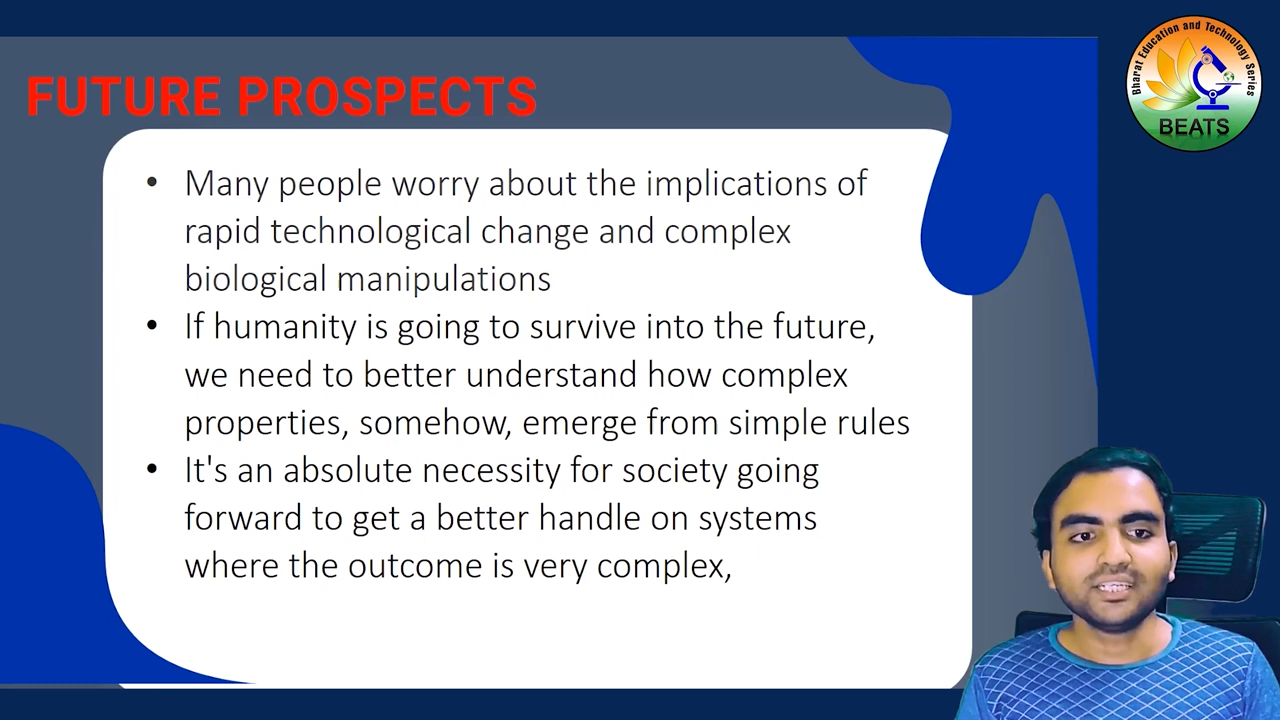 FUTURE PROSPECTS
Bharat Education and Technology Series
BEATS
• Many people worry about the implications of
rapid technological change and complex
biological manipulations
• If humanity is going to survive into the future,
we need to better understand how complex
properties, somehow, emerge from simple rules
• It's an absolute necessity for society going
forward to get a better handle on systems
where the outcome is very complex,